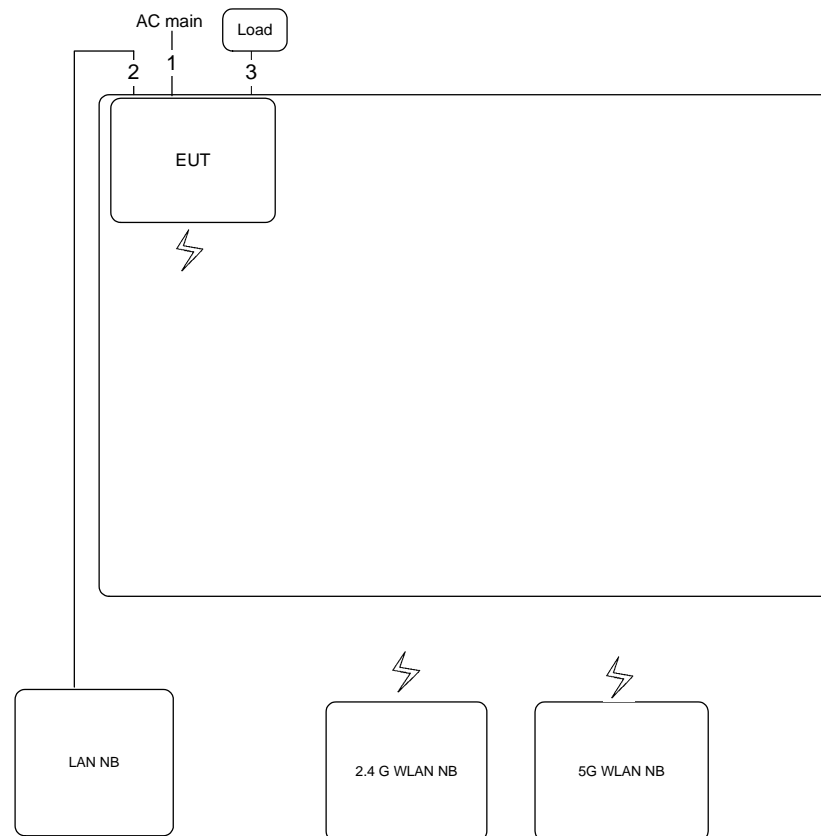 AC main
Load
2
1
3
EUT
LAN NB
2.4 G WLAN NB
5G WLAN NB